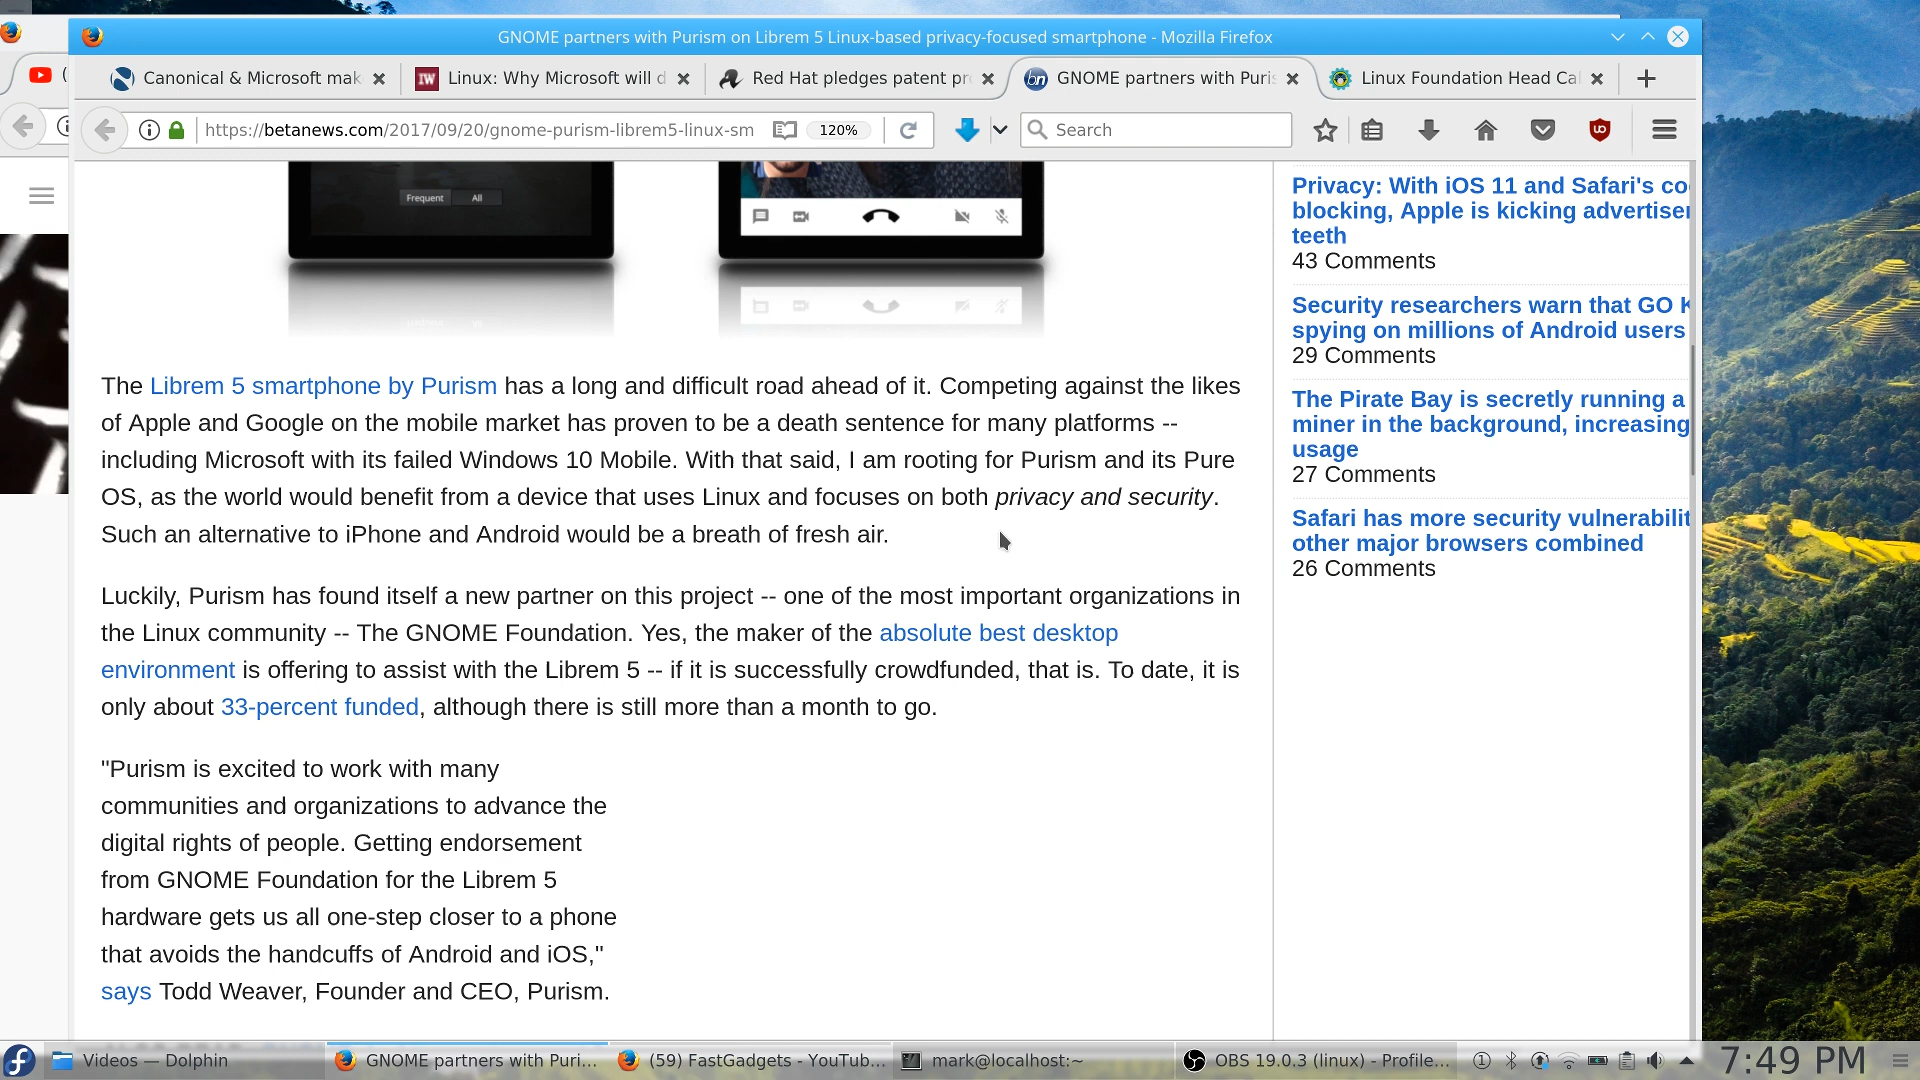 GNOME partners with Purism on Librem 5 Linux-based privacy-focused smartphone - Mozilla Firefox
Canonical & Microsoft mak
Linux: Why Microsoft will d
Red Hat pledges patent pr
GNOME partners with Puris
Linux Foundation Head Ca
https://betanews.com/2017/09/20/gnome-purism-librem5-linux-sm
120%
Search
Frequent All
The Librem 5 smartphone by Purism has a long and difficult road ahead of it. Competing against the likes
of Apple and Google on the mobile market has proven to be a death sentence for many platforms --
including Microsoft with its failed Windows 10 Mobile. With that said, I am rooting for Purism and its Pure
OS, as the world would benefit from a device that uses Linux and focuses on both privacy and security.
Such an alternative to iPhone and Android would be a breath of fresh air.
Luckily, Purism has found itself a new partner on this project -- one of the most important organizations in
the Linux community -- The GNOME Foundation. Yes, the maker of the absolute best desktop
environment is offering to assist with the Librem 5 -- if it is successfully crowdfunded, that is. To date, it is
only about 33-percent funded, although there is still more than a month to go.
"Purism is excited to work with many
communities and organizations to advance the
digital rights of people. Getting endorsement
from GNOME Foundation for the Librem 5
hardware gets us all one-step closer to a phone
that avoids the handcuffs of Android and iOS,"
says Todd Weaver, Founder and CEO, Purism.
Privacy: With iOS 11 and Safari's co
blocking, Apple is kicking advertiser
teeth
43 Comments
Security researchers warn that GO K
spying on millions of Android users
29 Comments
The Pirate Bay is secretly running a
miner in the background, increasing
usage
27 Comments
Safari has more security vulnerabilit
other major browsers combined
26 Comments
Videos — Dolphin
GNOME partners with Puri...
(59) FastGadgets - YouTub...
mark@localhost:~
OBS 19.0.3 (linux) - Profile...
7:49 PM